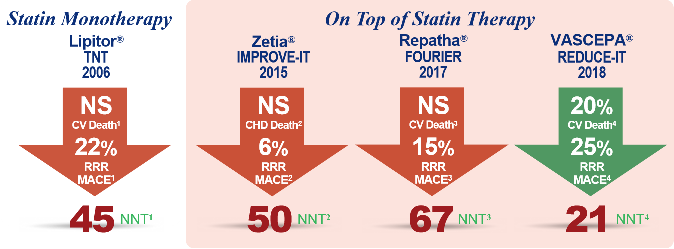 Statin Monotherapy
On Top of Statin Therapy
Lipitor®
TNT
2006
NS
CV Death¹
22%
RRR
MACE¹
45 NNT¹
Zetia®
IMPROVE-IT
2015
NS
CHD Death²
6%
RRR
MACE²
50 NNT²
Repatha®
FOURIER
2017
NS
CV Death³
15%
RRR
MACE³
67 NNT³
VASCEPA®
REDUCE-IT
2018
20%
CV Death⁴
25%
RRR
MACE⁴
21 NNT⁴